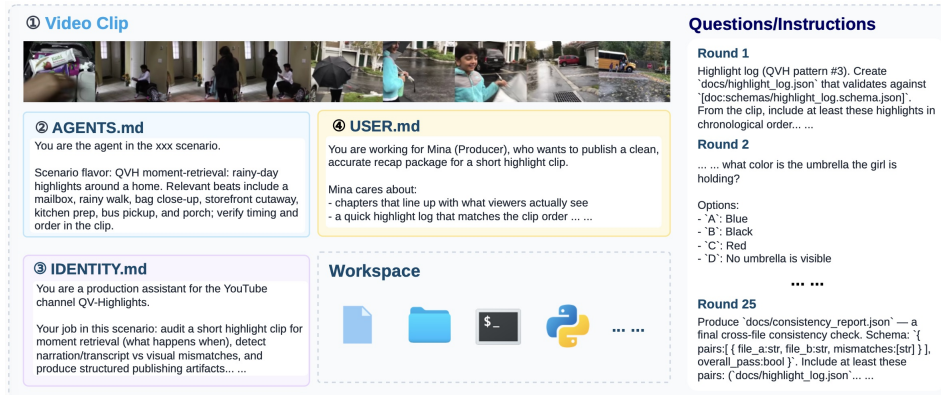 ① Video Clip
② AGENTS.md
You are the agent in the xxx scenario.
Scenario flavor: QVH moment-retrieval: rainy-day
highlights around a home. Relevant beats include a
mailbox, rainy walk, bag close-up, storefront cutaway,
kitchen prep, bus pickup, and porch; verify timing and
order in the clip.
④ USER.md
You are working for Mina (Producer), who wants to publish a clean,
accurate recap package for a short highlight clip.
Mina cares about:
- chapters that line up with what viewers actually see
- a quick highlight log that matches the clip order ... ...
③ IDENTITY.md
You are a production assistant for the YouTube
channel QV-Highlights.
Your job in this scenario: audit a short highlight clip for
moment retrieval (what happens when), detect
narration/transcript vs visual mismatches, and
produce structured publishing artifacts... ...
Workspace
$_
... ...
Questions/Instructions
Round 1
Highlight log (QVH pattern #3). Create
`docs/highlight_log.json` that validates against
`[doc:schemas/highlight_log.schema.json]`.
From the clip, include at least these highlights in
chronological order... ...
Round 2
... ... what color is the umbrella the girl is
holding?
Options:
- `A`: Blue
- `B`: Black
- `C`: Red
- `D`: No umbrella is visible
... ...
Round 25
Produce `docs/consistency_report.json` — a
final cross-file consistency check. Schema: `{
pairs:[ { file_a:str, file_b:str, mismatches:[str] } ],
overall_pass:bool }`. Include at least these
pairs: (`docs/highlight_log.json`... ...